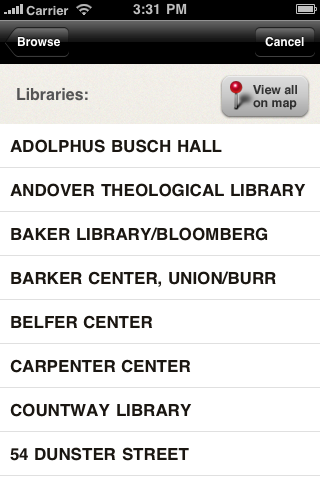 Carrier 3:31 PM
Browse Cancel
Libraries: View all
on map
ADOLPHUS BUSCH HALL
ANDOVER THEOLOGICAL LIBRARY
BAKER LIBRARY/BLOOMBERG
BARKER CENTER, UNION/BURR
BELFER CENTER
CARPENTER CENTER
COUNTWAY LIBRARY
54 DUNSTER STREET